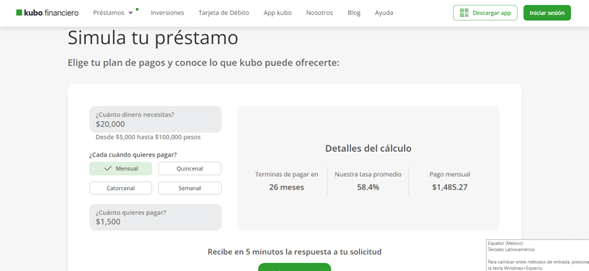 kubo financiero
Préstamos
Inversiones
Tarjeta de Débito
App kubo
Nosotros
Blog
Ayuda
Descargar app
Iniciar sesión
Simula tu préstamo
Elige tu plan de pagos y conoce lo que kubo puede ofrecerte:
¿Cuánto dinero necesitas?
$20,000
Desde $5,000 hasta $100,000 pesos
¿Cada cuándo quieres pagar?
Mensual
Quincenal
Catorcenal
Semanal
¿Cuánto quieres pagar?
$1,500
Detalles del cálculo
Terminas de pagar en
26 meses
Nuestra tasa promedio
58.4%
Pago mensual
$1,485.27
Recibe en 5 minutos la respuesta a tu solicitud
Español (México)
Teclado Latinoamérica
Para cambiar entre métodos de entrada, presiona
la tecla Windows+Espacio.